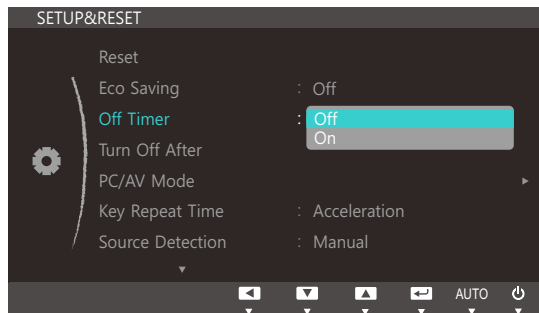 SETUP&RESET
Reset
Eco Saving : Off
Off Timer : Off
On
Turn Off After
PC/AV Mode
Key Repeat Time : Acceleration
Source Detection : Manual
AUTO